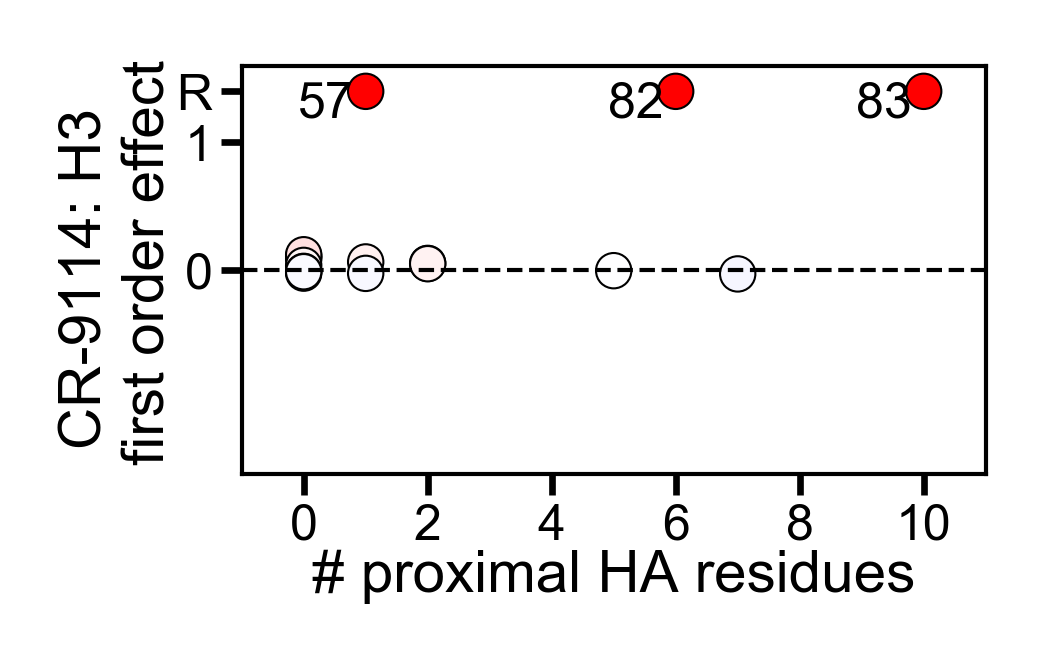 CR-9114: H3
first order effect
R
1
0
57
82
83
0 2 4 6 8 10
# proximal HA residues